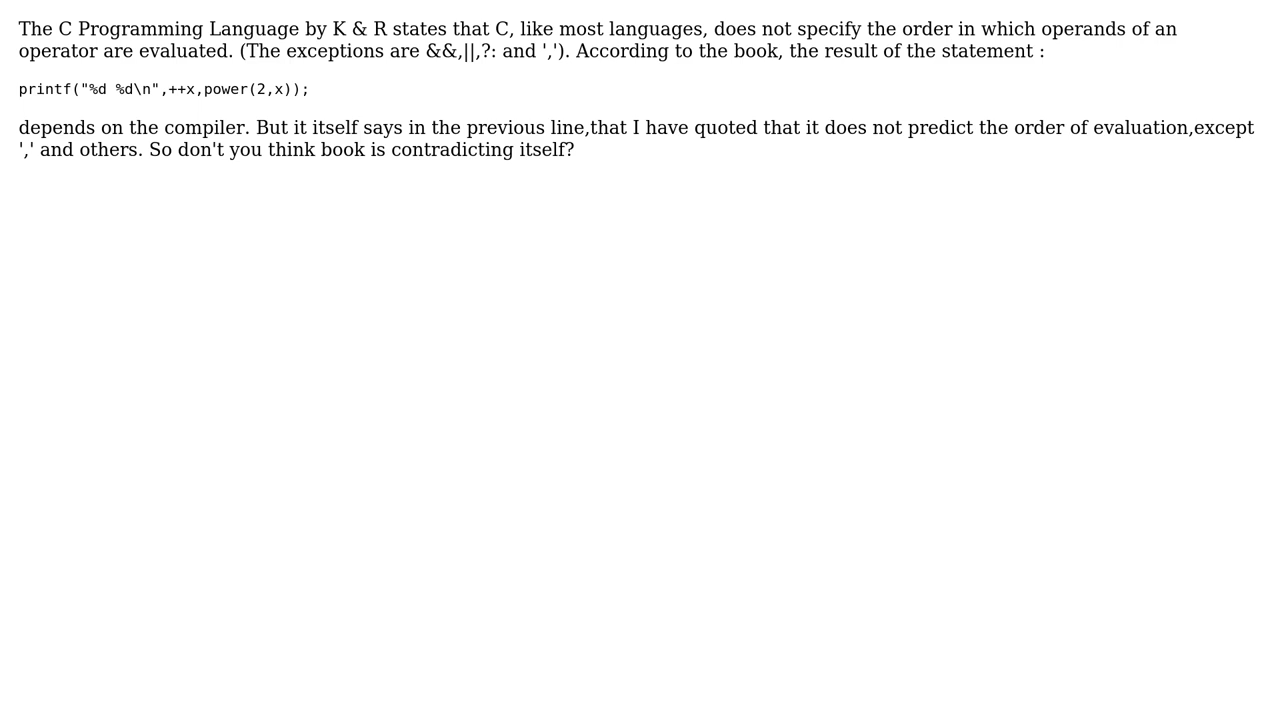 The C Programming Language by K & R states that C, like most languages, does not specify the order in which operands of an
operator are evaluated. (The exceptions are &&,||,?: and ','). According to the book, the result of the statement :
printf("%d %d\n",++x,power(2,x));
depends on the compiler. But it itself says in the previous line,that I have quoted that it does not predict the order of evaluation,except
',' and others. So don't you think book is contradicting itself?